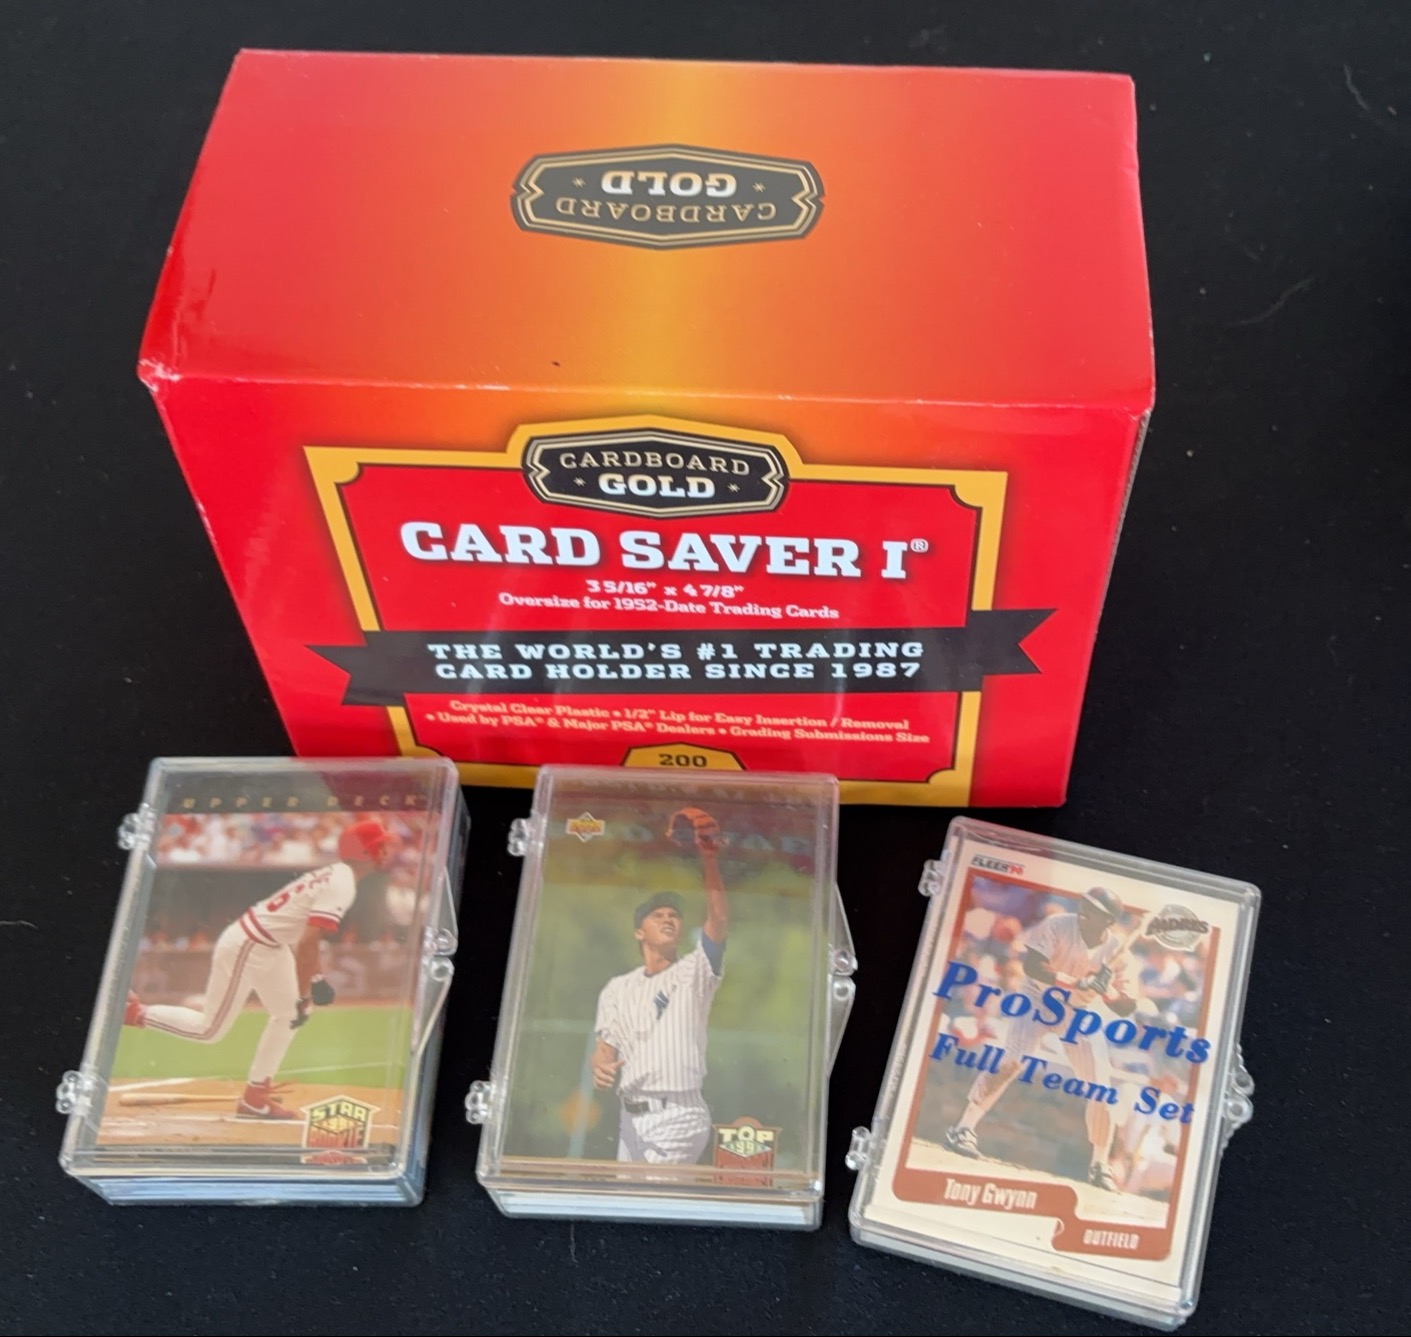 CARDBOARD
GOLD
CARDBOARD
GOLD
CARD SAVER I®
3 5/16" x 4 7/8"
Oversize for 1952-Date Trading Cards
THE WORLD'S #1 TRADING
CARD HOLDER SINCE 1987
Crystal Clear Plastic • 1/2" Lip for Easy Insertion / Removal
• Used by PSA® & Major PSA® Dealers • Grading Submissions Size
200
UPPER DECK
STAR
ROOKIE
TOP
FLEER '90
PADRES
ProSports
Full Team Set
Tony Gwynn
OUTFIELD